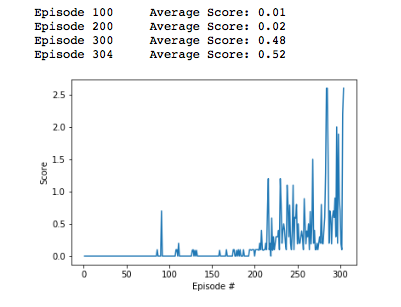 Episode 100 Average Score: 0.01
Episode 200 Average Score: 0.02
Episode 300 Average Score: 0.48
Episode 304 Average Score: 0.52
2.5
2.0
1.5
1.0
0.5
0.0
Score
0 50 100 150 200 250 300
Episode #